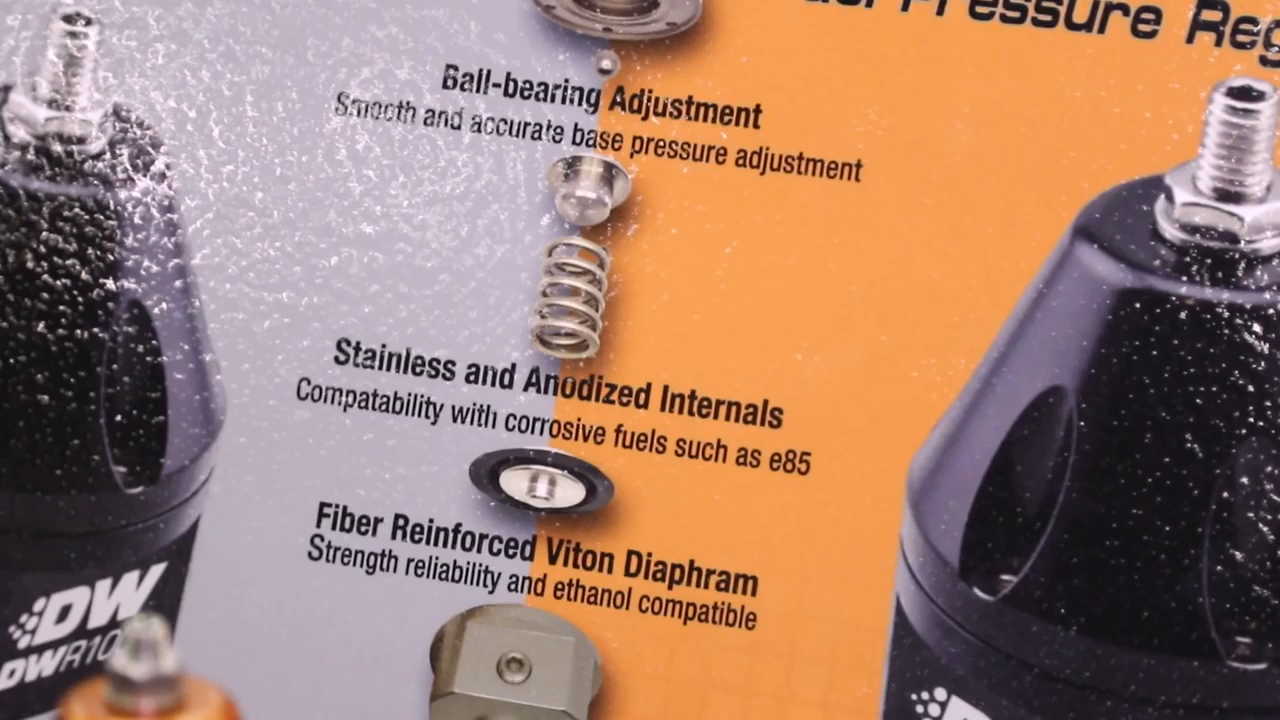 Pressure Reg
Ball-bearing Adjustment
Smooth and accurate base pressure adjustment
Stainless and Anodized Internals
Compatability with corrosive fuels such as e85
Fiber Reinforced Viton Diaphram
Strength reliability and ethanol compatible
DW